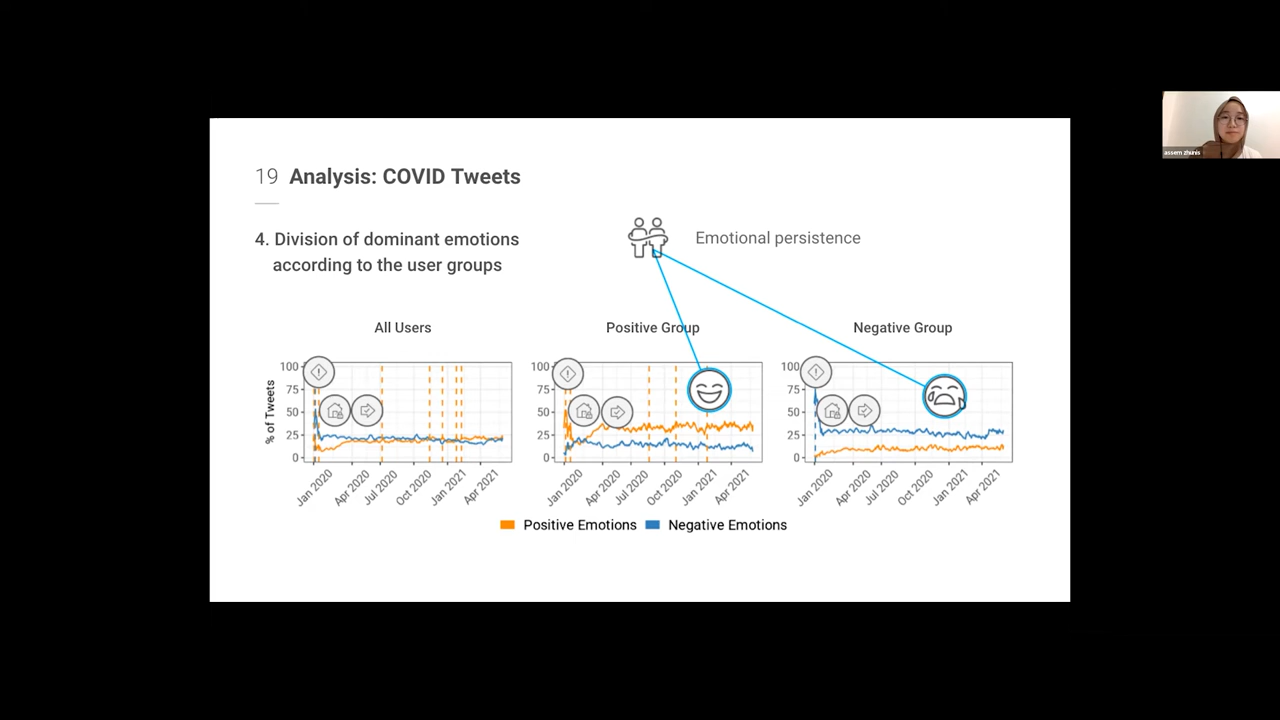 assem zhunis
19 Analysis: COVID Tweets
4. Division of dominant emotions
according to the user groups
Emotional persistence
All Users
Positive Group
Negative Group
% of Tweets
100
75
50
25
0
Jan 2020
Apr 2020
Jul 2020
Oct 2020
Jan 2021
Apr 2021
100
75
50
25
0
Jan 2020
Apr 2020
Jul 2020
Oct 2020
Jan 2021
Apr 2021
100
75
50
25
0
Jan 2020
Apr 2020
Jul 2020
Oct 2020
Jan 2021
Apr 2021
Positive Emotions
Negative Emotions